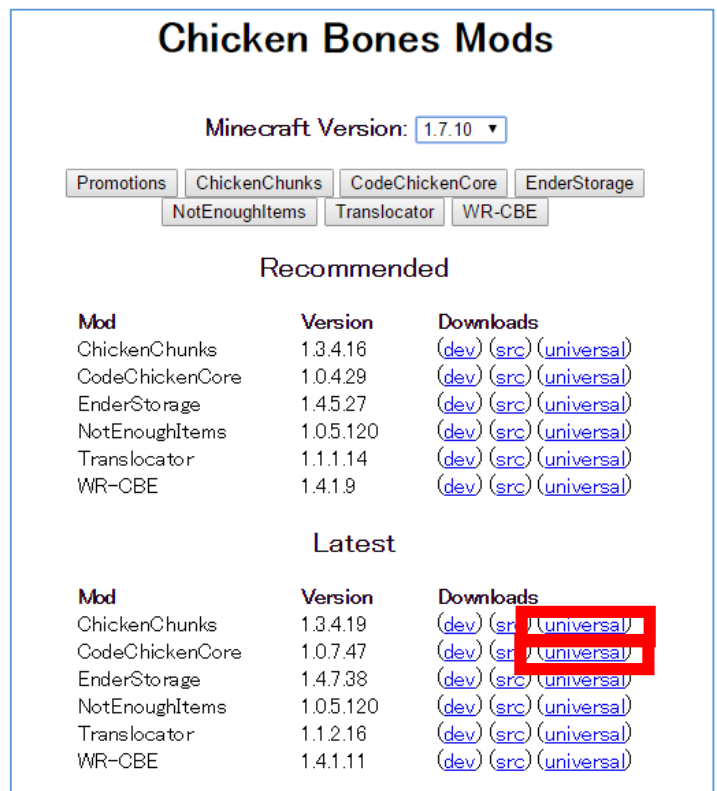 Chicken Bones Mods
Minecraft Version: 1.7.10
Promotions ChickenChunks CodeChickenCore EnderStorage
NotEnoughItems Translocator WR-CBE
Recommended
Mod Version Downloads
ChickenChunks 1.3.4.16 (dev) (src) (universal)
CodeChickenCore 1.0.4.29 (dev) (src) (universal)
EnderStorage 1.4.5.27 (dev) (src) (universal)
NotEnoughItems 1.0.5.120 (dev) (src) (universal)
Translocator 1.1.1.14 (dev) (src) (universal)
WR-CBE 1.4.1.9 (dev) (src) (universal)
Latest
Mod Version Downloads
ChickenChunks 1.3.4.19 (dev) (src) (universal)
CodeChickenCore 1.0.7.47 (dev) (src) (universal)
EnderStorage 1.4.7.38 (dev) (src) (universal)
NotEnoughItems 1.0.5.120 (dev) (src) (universal)
Translocator 1.1.2.16 (dev) (src) (universal)
WR-CBE 1.4.1.11 (dev) (src) (universal)